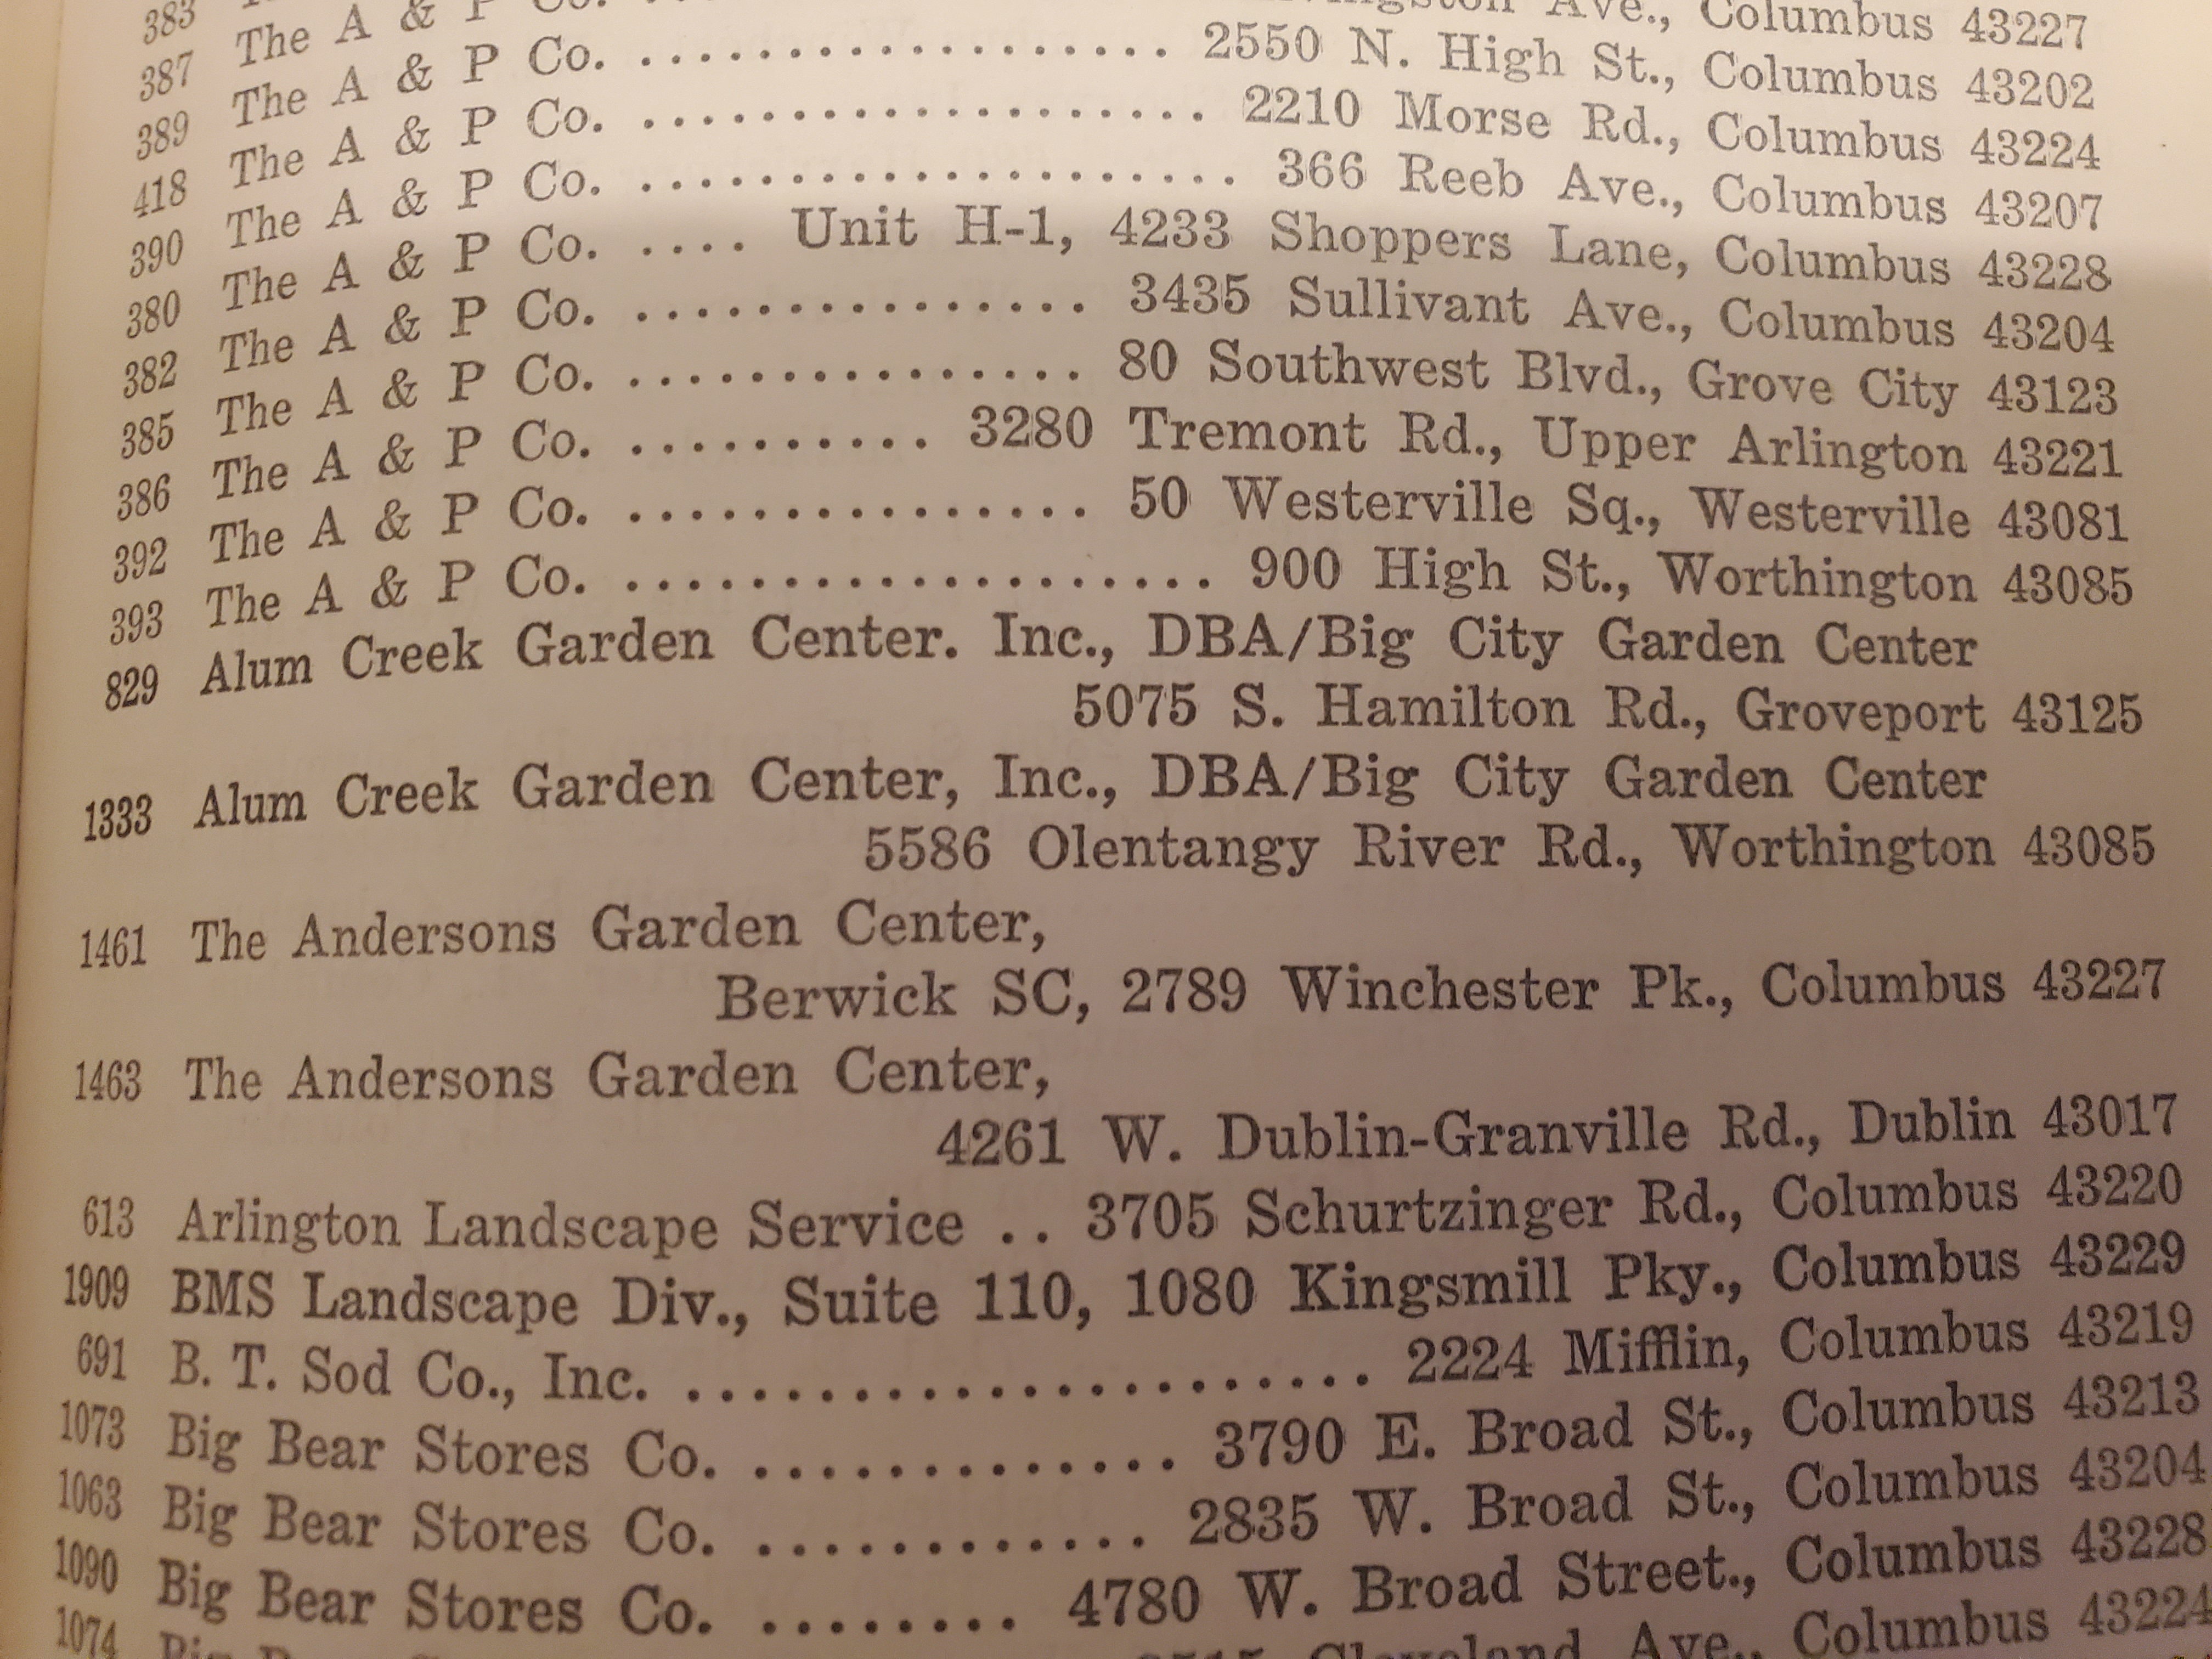 383
387 The A & P Co. Ave., Columbus 43227
389 The A & P Co. .................. 2550 N. High St., Columbus 43202
418 The A & P Co. ................... 2210 Morse Rd., Columbus 43224
390 The A & P Co. .................... 366 Reeb Ave., Columbus 43207
380 The A & P Co. .... Unit H-1, 4233 Shoppers Lane, Columbus 43228
382 The A & P Co. ............... 3435 Sullivant Ave., Columbus 43204
385 The A & P Co. ............... 80 Southwest Blvd., Grove City 43123
386 The A & P Co. .......... 3280 Tremont Rd., Upper Arlington 43221
392 The A & P Co. ............... 50 Westerville Sq., Westerville 43081
393 The A & P Co. .................... 900 High St., Worthington 43085
829 Alum Creek Garden Center. Inc., DBA/Big City Garden Center
5075 S. Hamilton Rd., Groveport 43125
1333 Alum Creek Garden Center, Inc., DBA/Big City Garden Center
5586 Olentangy River Rd., Worthington 43085
1461 The Andersons Garden Center,
Berwick SC, 2789 Winchester Pk., Columbus 43227
1463 The Andersons Garden Center,
4261 W. Dublin-Granville Rd., Dublin 43017
613 Arlington Landscape Service .. 3705 Schurtzinger Rd., Columbus 43220
1909 BMS Landscape Div., Suite 110, 1080 Kingsmill Pky., Columbus 43229
691 B. T. Sod Co., Inc. ....................... 2224 Mifflin, Columbus 43219
1073 Big Bear Stores Co. .............. 3790 E. Broad St., Columbus 43213
1063 Big Bear Stores Co. ............. 2835 W. Broad St., Columbus 43204
1090 Big Bear Stores Co. ......... 4780 W. Broad Street., Columbus 43228
1074 Big Cleveland Ave., Columbus 43224